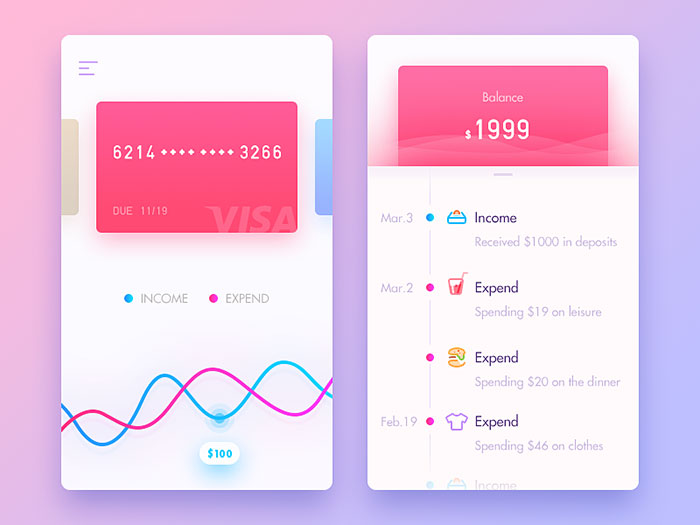 6214 **** **** 3266
DUE 11/19
VISA
INCOME
EXPEND
$100
Balance
$1999
Mar.3
Income
Received $1000 in deposits
Mar.2
Expend
Spending $19 on leisure
Expend
Spending $20 on the dinner
Feb.19
Expend
Spending $46 on clothes
Income